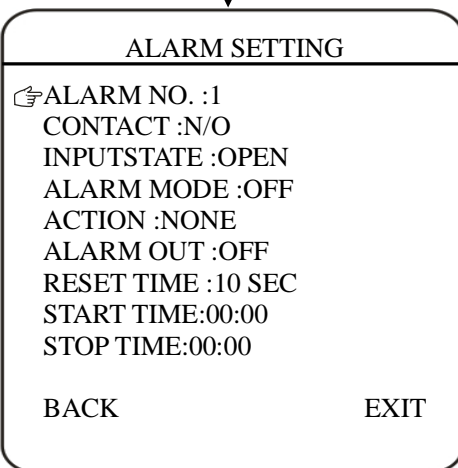 ALARM SETTING
ALARM NO. :1
CONTACT :N/O
INPUTSTATE :OPEN
ALARM MODE :OFF
ACTION :NONE
ALARM OUT :OFF
RESET TIME :10 SEC
START TIME:00:00
STOP TIME:00:00
BACK EXIT